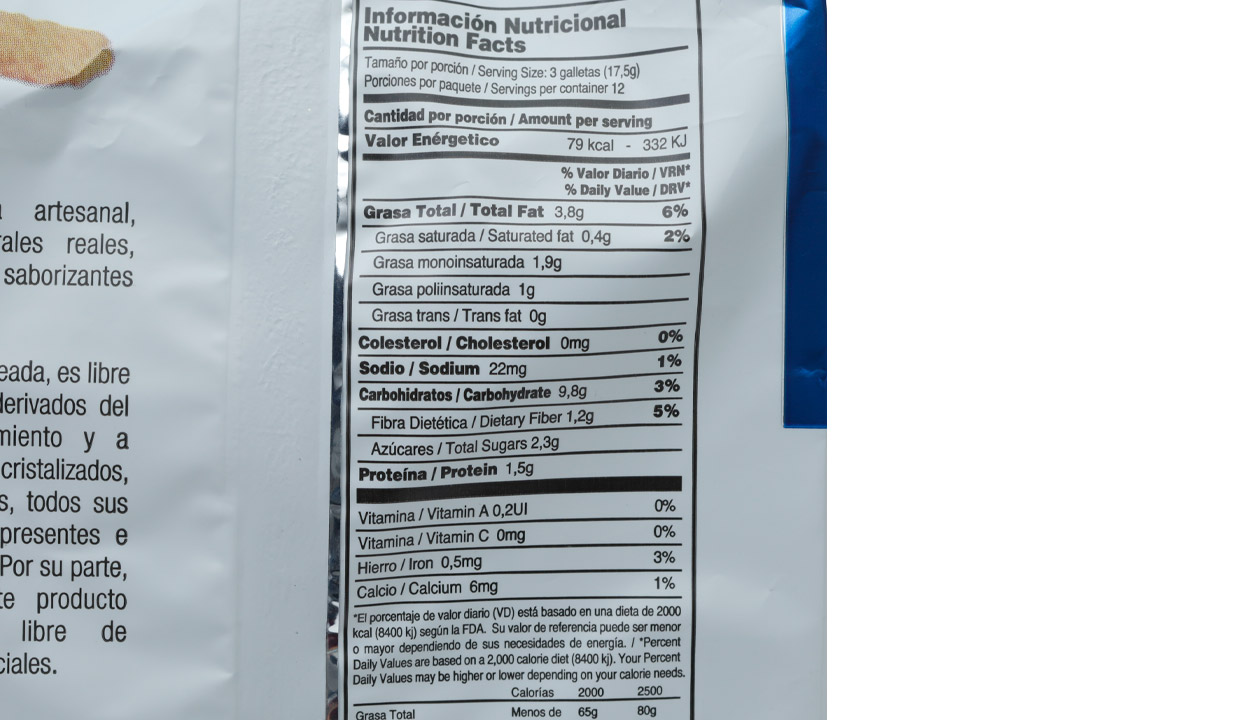 artesanal,
reales,
saborizantes
es libre
del
y a
cristalizados,
todos sus
presentes e
Por su parte,
producto
libre de
Información Nutricional
Nutrition Facts
Tamaño por porción / Serving Size: 3 galletas (17,5g)
Porciones por paquete / Servings per container 12
Cantidad por porción / Amount per serving
Valor Enérgetico 79 kcal - 332 KJ
% Valor Diario / VRN*
% Daily Value / DRV*
Grasa Total / Total Fat 3,8g 6%
Grasa saturada / Saturated fat 0,4g 2%
Grasa monoinsaturada 1,9g
Grasa poliinsaturada 1g
Grasa trans / Trans fat 0g
Colesterol / Cholesterol 0mg 0%
Sodio / Sodium 22mg 1%
Carbohidratos / Carbohydrate 9,8g 3%
Fibra Dietética / Dietary Fiber 1,2g 5%
Azúcares / Total Sugars 2,3g
Proteína / Protein 1,5g
Vitamina / Vitamin A 0,2UI 0%
Vitamina / Vitamin C 0mg 0%
Hierro / Iron 0,5mg 3%
Calcio / Calcium 6mg 1%
*El porcentaje de valor diario (VD) está basado en una dieta de 2000
kcal (8400 kj) según la FDA. Su valor de referencia puede ser menor
o mayor dependiendo de sus necesidades de energía. / *Percent
Daily Values are based on a 2,000 calorie diet (8400 kj). Your Percent
Daily Values may be higher or lower depending on your calorie needs.
Calorías 2000 2500
Grasa Total Menos de 65g 80g